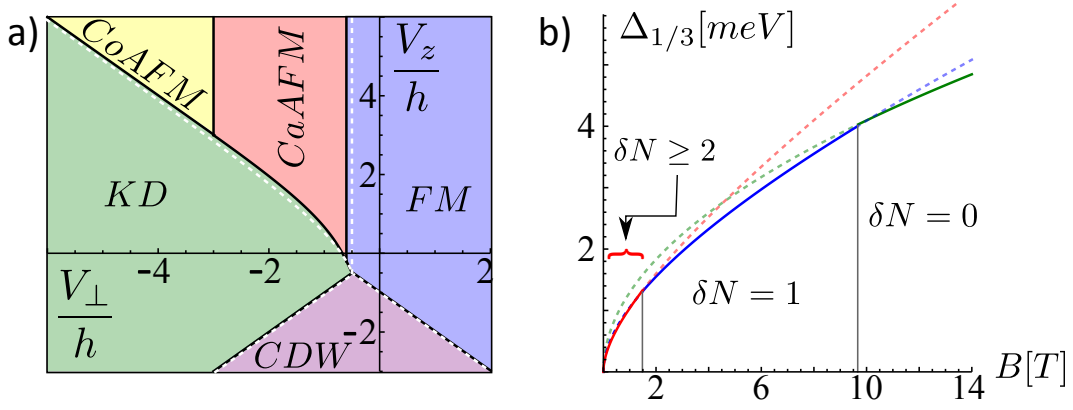 a)
CoAFM
CaAFM
V_z/h
4
2
KD
FM
-4
-2
2
V_⊥/h
-2
CDW
b)
Δ_{1/3}[meV]
6
4
2
δN ≥ 2
δN = 1
δN = 0
2
6
10
14
B[T]